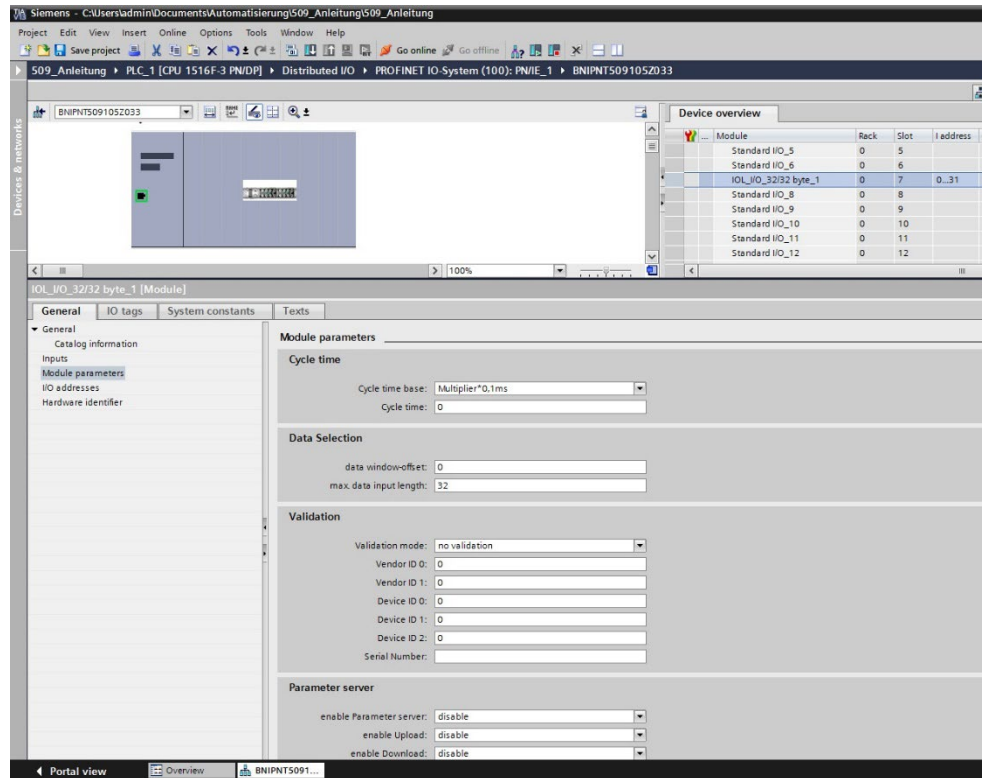 Siemens - C:\Users\admin\Documents\Automatisierung\509_Anleitung\509_Anleitung
Project Edit View Insert Online Options Tools Window Help
Save project Go online Go offline
509_Anleitung ▸ PLC_1 [CPU 1516F-3 PN/DP] ▸ Distributed I/O ▸ PROFINET IO-System (100): PN/IE_1 ▸ BNIPNT509105Z033
Devices & networks
BNIPNT509105Z033
100%
Device overview
... Module Rack Slot I address
Standard I/O_5 0 5
Standard I/O_6 0 6
IOL_I/O_32/32 byte_1 0 7 0...31
Standard I/O_8 0 8
Standard I/O_9 0 9
Standard I/O_10 0 10
Standard I/O_11 0 11
Standard I/O_12 0 12
IOL_I/O_32/32 byte_1 [Module]
General IO tags System constants Texts
General
Catalog information
Inputs
Module parameters
I/O addresses
Hardware identifier
Module parameters
Cycle time
Cycle time base: Multiplier*0,1ms
Cycle time: 0
Data Selection
data window-offset: 0
max. data input length: 32
Validation
Validation mode: no validation
Vendor ID 0: 0
Vendor ID 1: 0
Device ID 0: 0
Device ID 1: 0
Device ID 2: 0
Serial Number:
Parameter server
enable Parameter server: disable
enable Upload: disable
enable Download: disable
Portal view Overview BNIPNT5091...